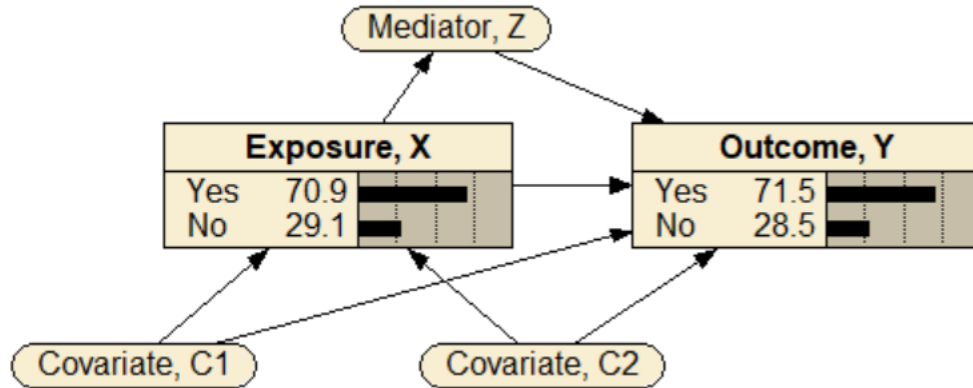 Mediator, Z
Exposure, X
Yes 70.9
No 29.1
Outcome, Y
Yes 71.5
No 28.5
Covariate, C1
Covariate, C2